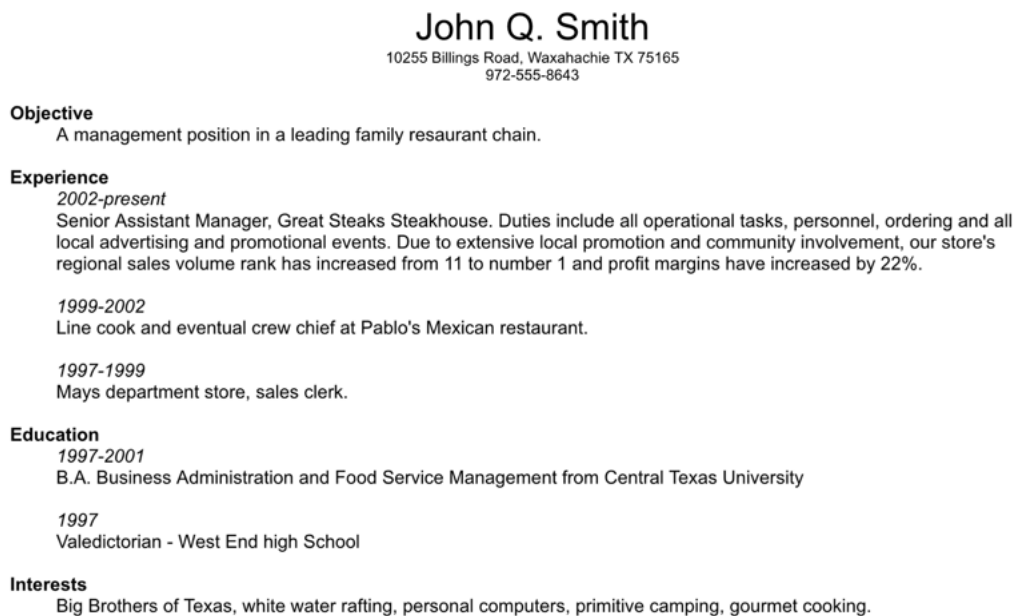 John Q. Smith
10255 Billings Road, Waxahachie TX 75165
972-555-8643
Objective
A management position in a leading family resaurant chain.
Experience
2002-present
Senior Assistant Manager, Great Steaks Steakhouse. Duties include all operational tasks, personnel, ordering and all
local advertising and promotional events. Due to extensive local promotion and community involvement, our store's
regional sales volume rank has increased from 11 to number 1 and profit margins have increased by 22%.
1999-2002
Line cook and eventual crew chief at Pablo's Mexican restaurant.
1997-1999
Mays department store, sales clerk.
Education
1997-2001
B.A. Business Administration and Food Service Management from Central Texas University
1997
Valedictorian - West End high School
Interests
Big Brothers of Texas, white water rafting, personal computers, primitive camping, gourmet cooking.